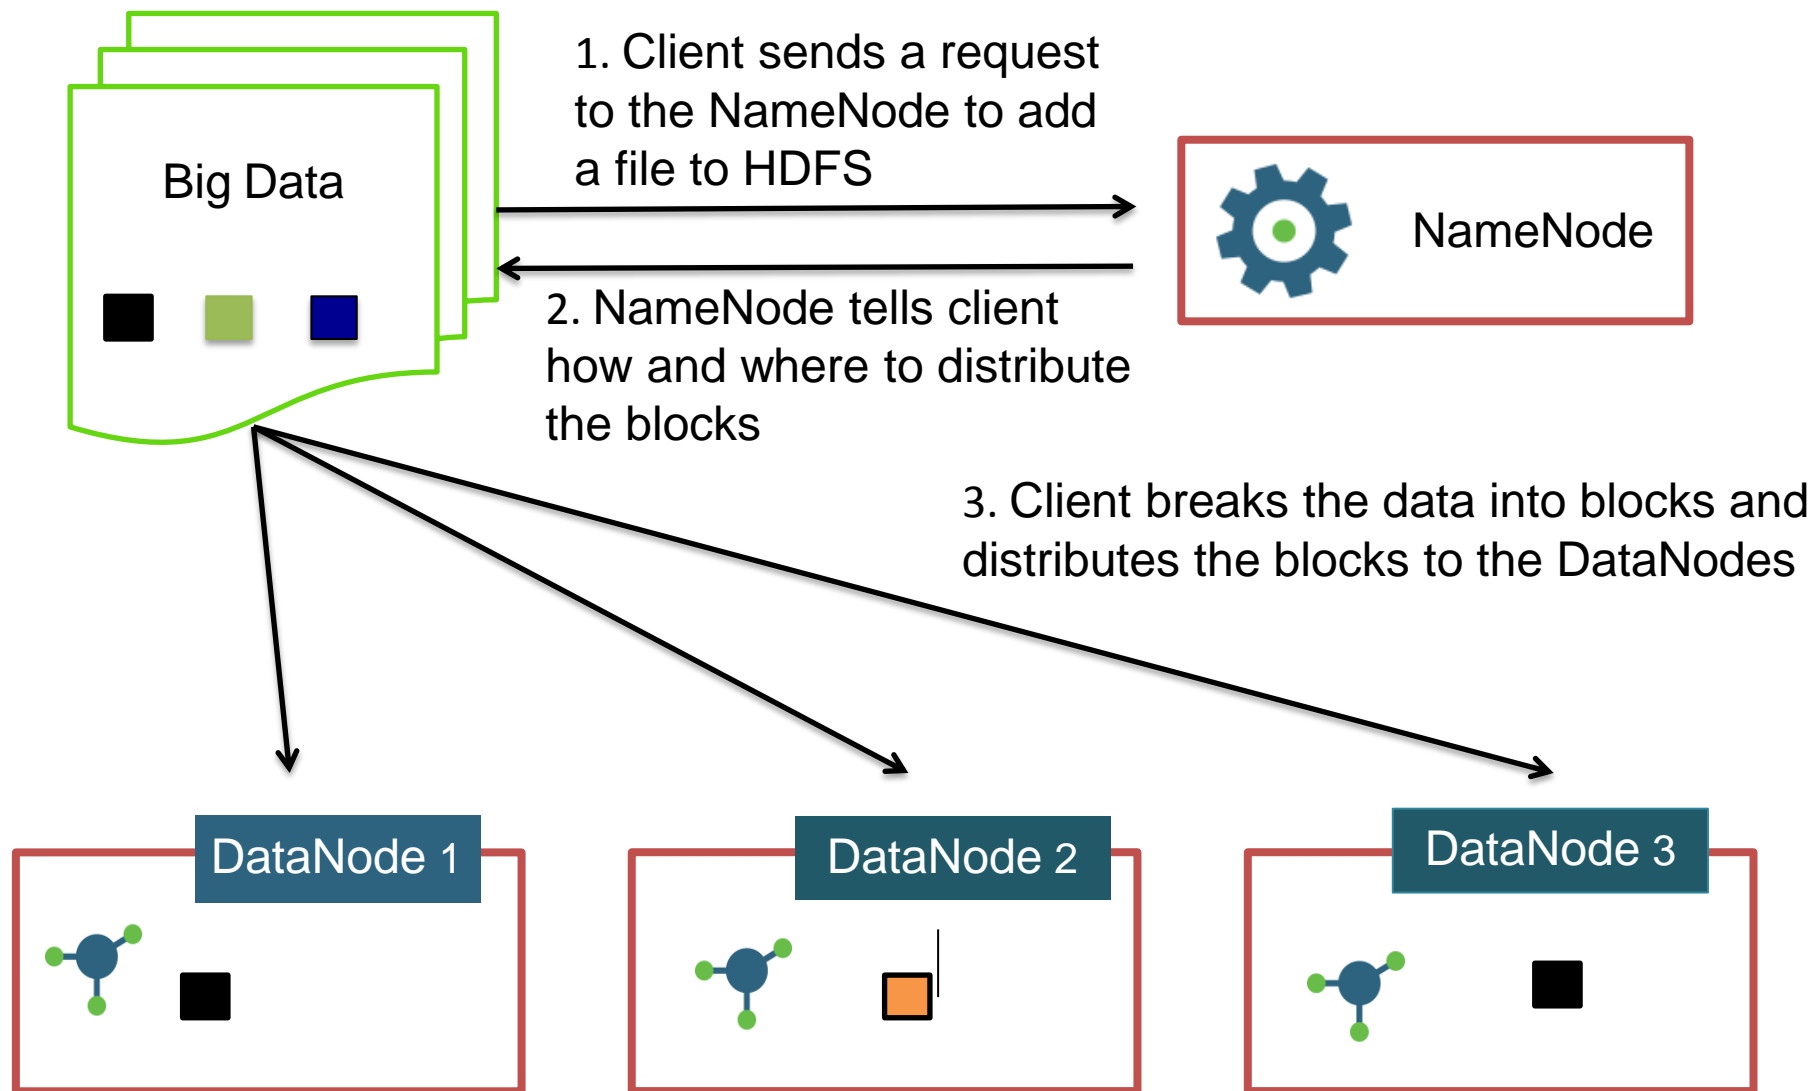 1. Client sends a request
to the NameNode to add
a file to HDFS
Big Data
NameNode
2. NameNode tells client
how and where to distribute
the blocks
3. Client breaks the data into blocks and
distributes the blocks to the DataNodes
DataNode 1
DataNode 2
DataNode 3